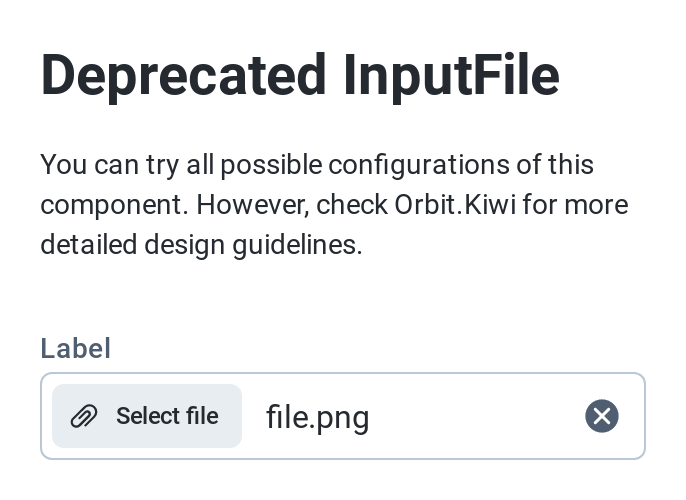 Deprecated InputFile
You can try all possible configurations of this
component. However, check Orbit.Kiwi for more
detailed design guidelines.
Label
Select file file.png